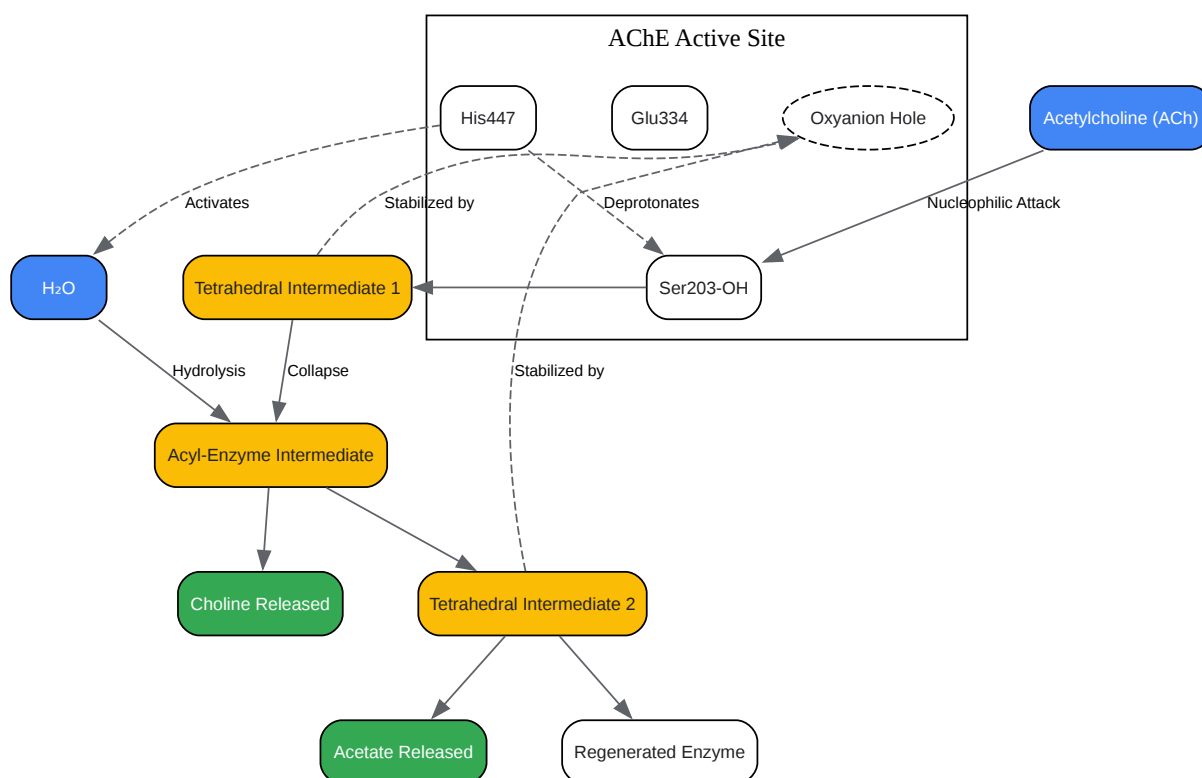 AChE Active Site
His447
Glu334
Oxyanion Hole
Acetylcholine (ACh)
Activates
Stabilized by
Deprotonates
Nucleophilic Attack
H₂O
Tetrahedral Intermediate 1
Ser203-OH
Hydrolysis
Collapse
Stabilized by
Acyl-Enzyme Intermediate
Choline Released
Tetrahedral Intermediate 2
Acetate Released
Regenerated Enzyme